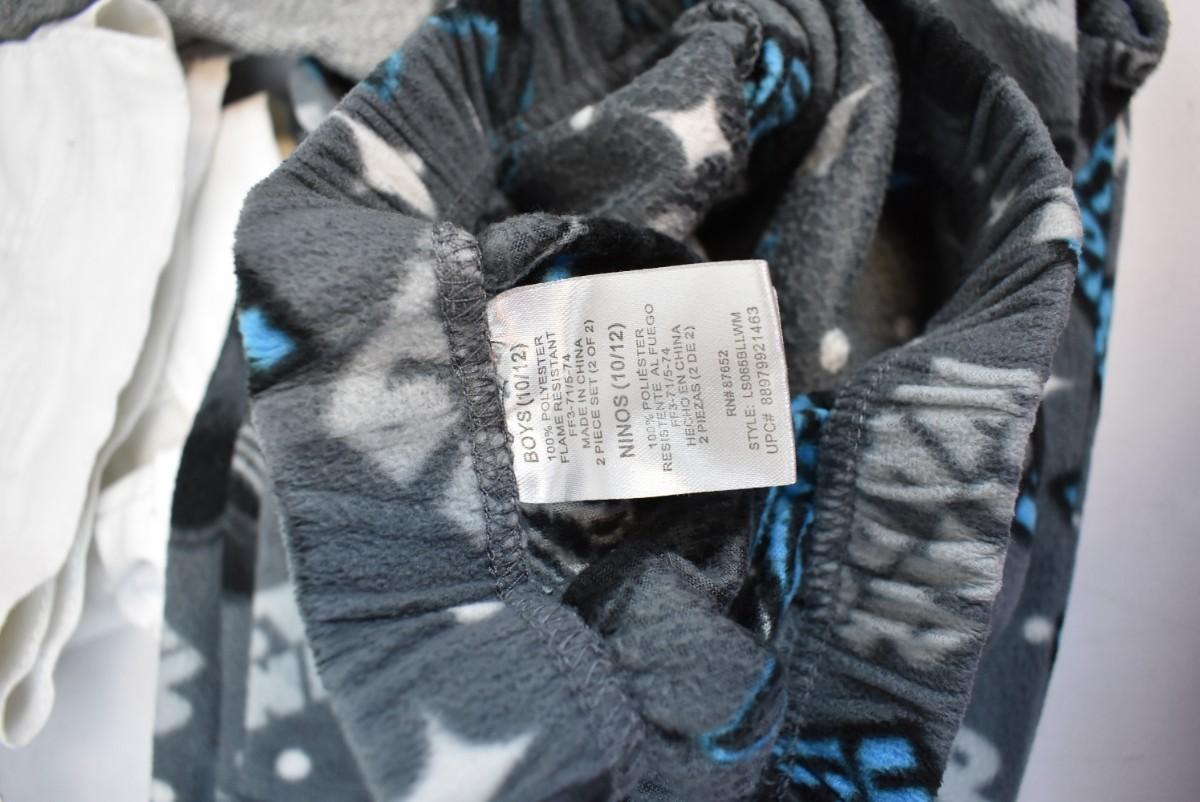 BOYS (10/12)
100% POLYESTER
FLAME RESISTANT
FF3-71/5-74
MADE IN CHINA
2 PIECE SET (2 OF 2)
NINOS (10/12)
100% POLIÉSTER
RESISTENTE AL FUEGO
FF3-71/5-74
HECHO EN CHINA
2 PIEZAS (2 DE 2)
RN# 87652
STYLE: LS065BLLWM
UPC# 88979921463